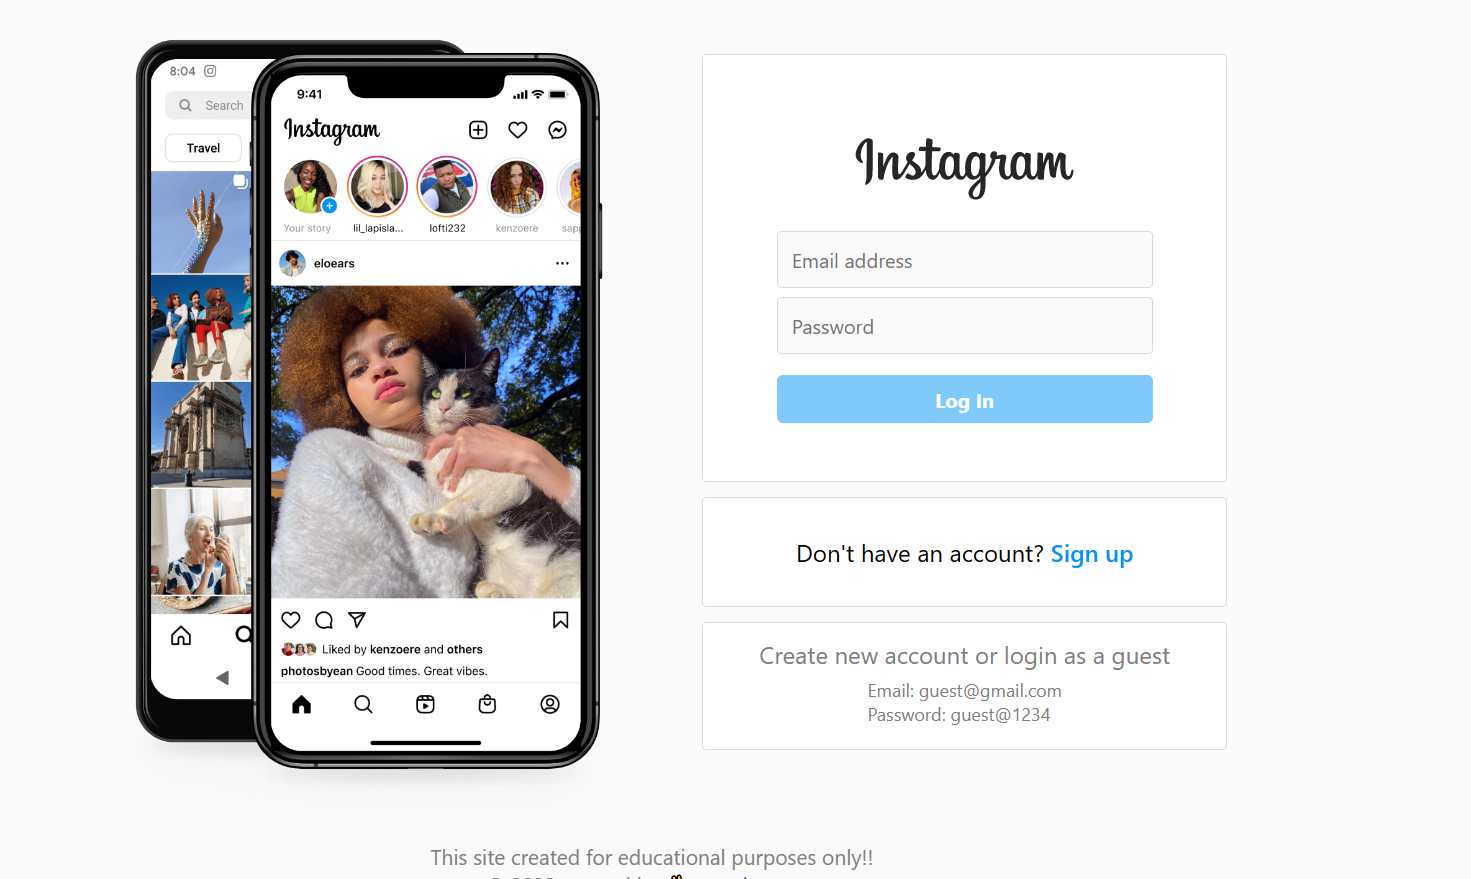 8:04
Search
Travel
9:41
Instagram
Your story
lil_lapisla...
lofti232
kenzoere
eloears
Liked by kenzoere and others
photosbyean Good times. Great vibes.
Instagram
Email address
Password
Log In
Don't have an account? Sign up
Create new account or login as a guest
Email: guest@gmail.com
Password: guest@1234
This site created for educational purposes only!!